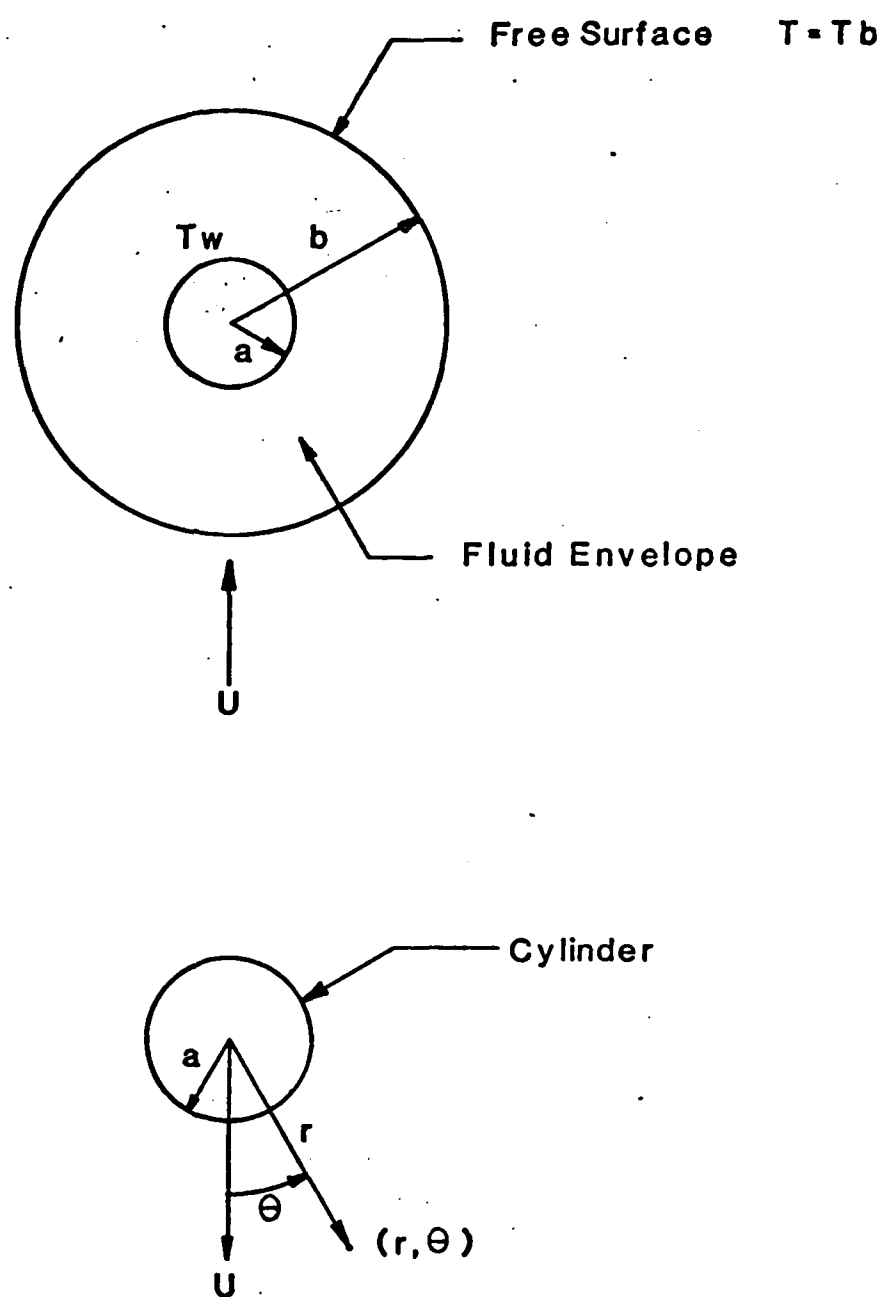 Free Surface T = Tb
Tw
b
a
Fluid Envelope
U
Cylinder
a
r
θ
(r, θ)
U